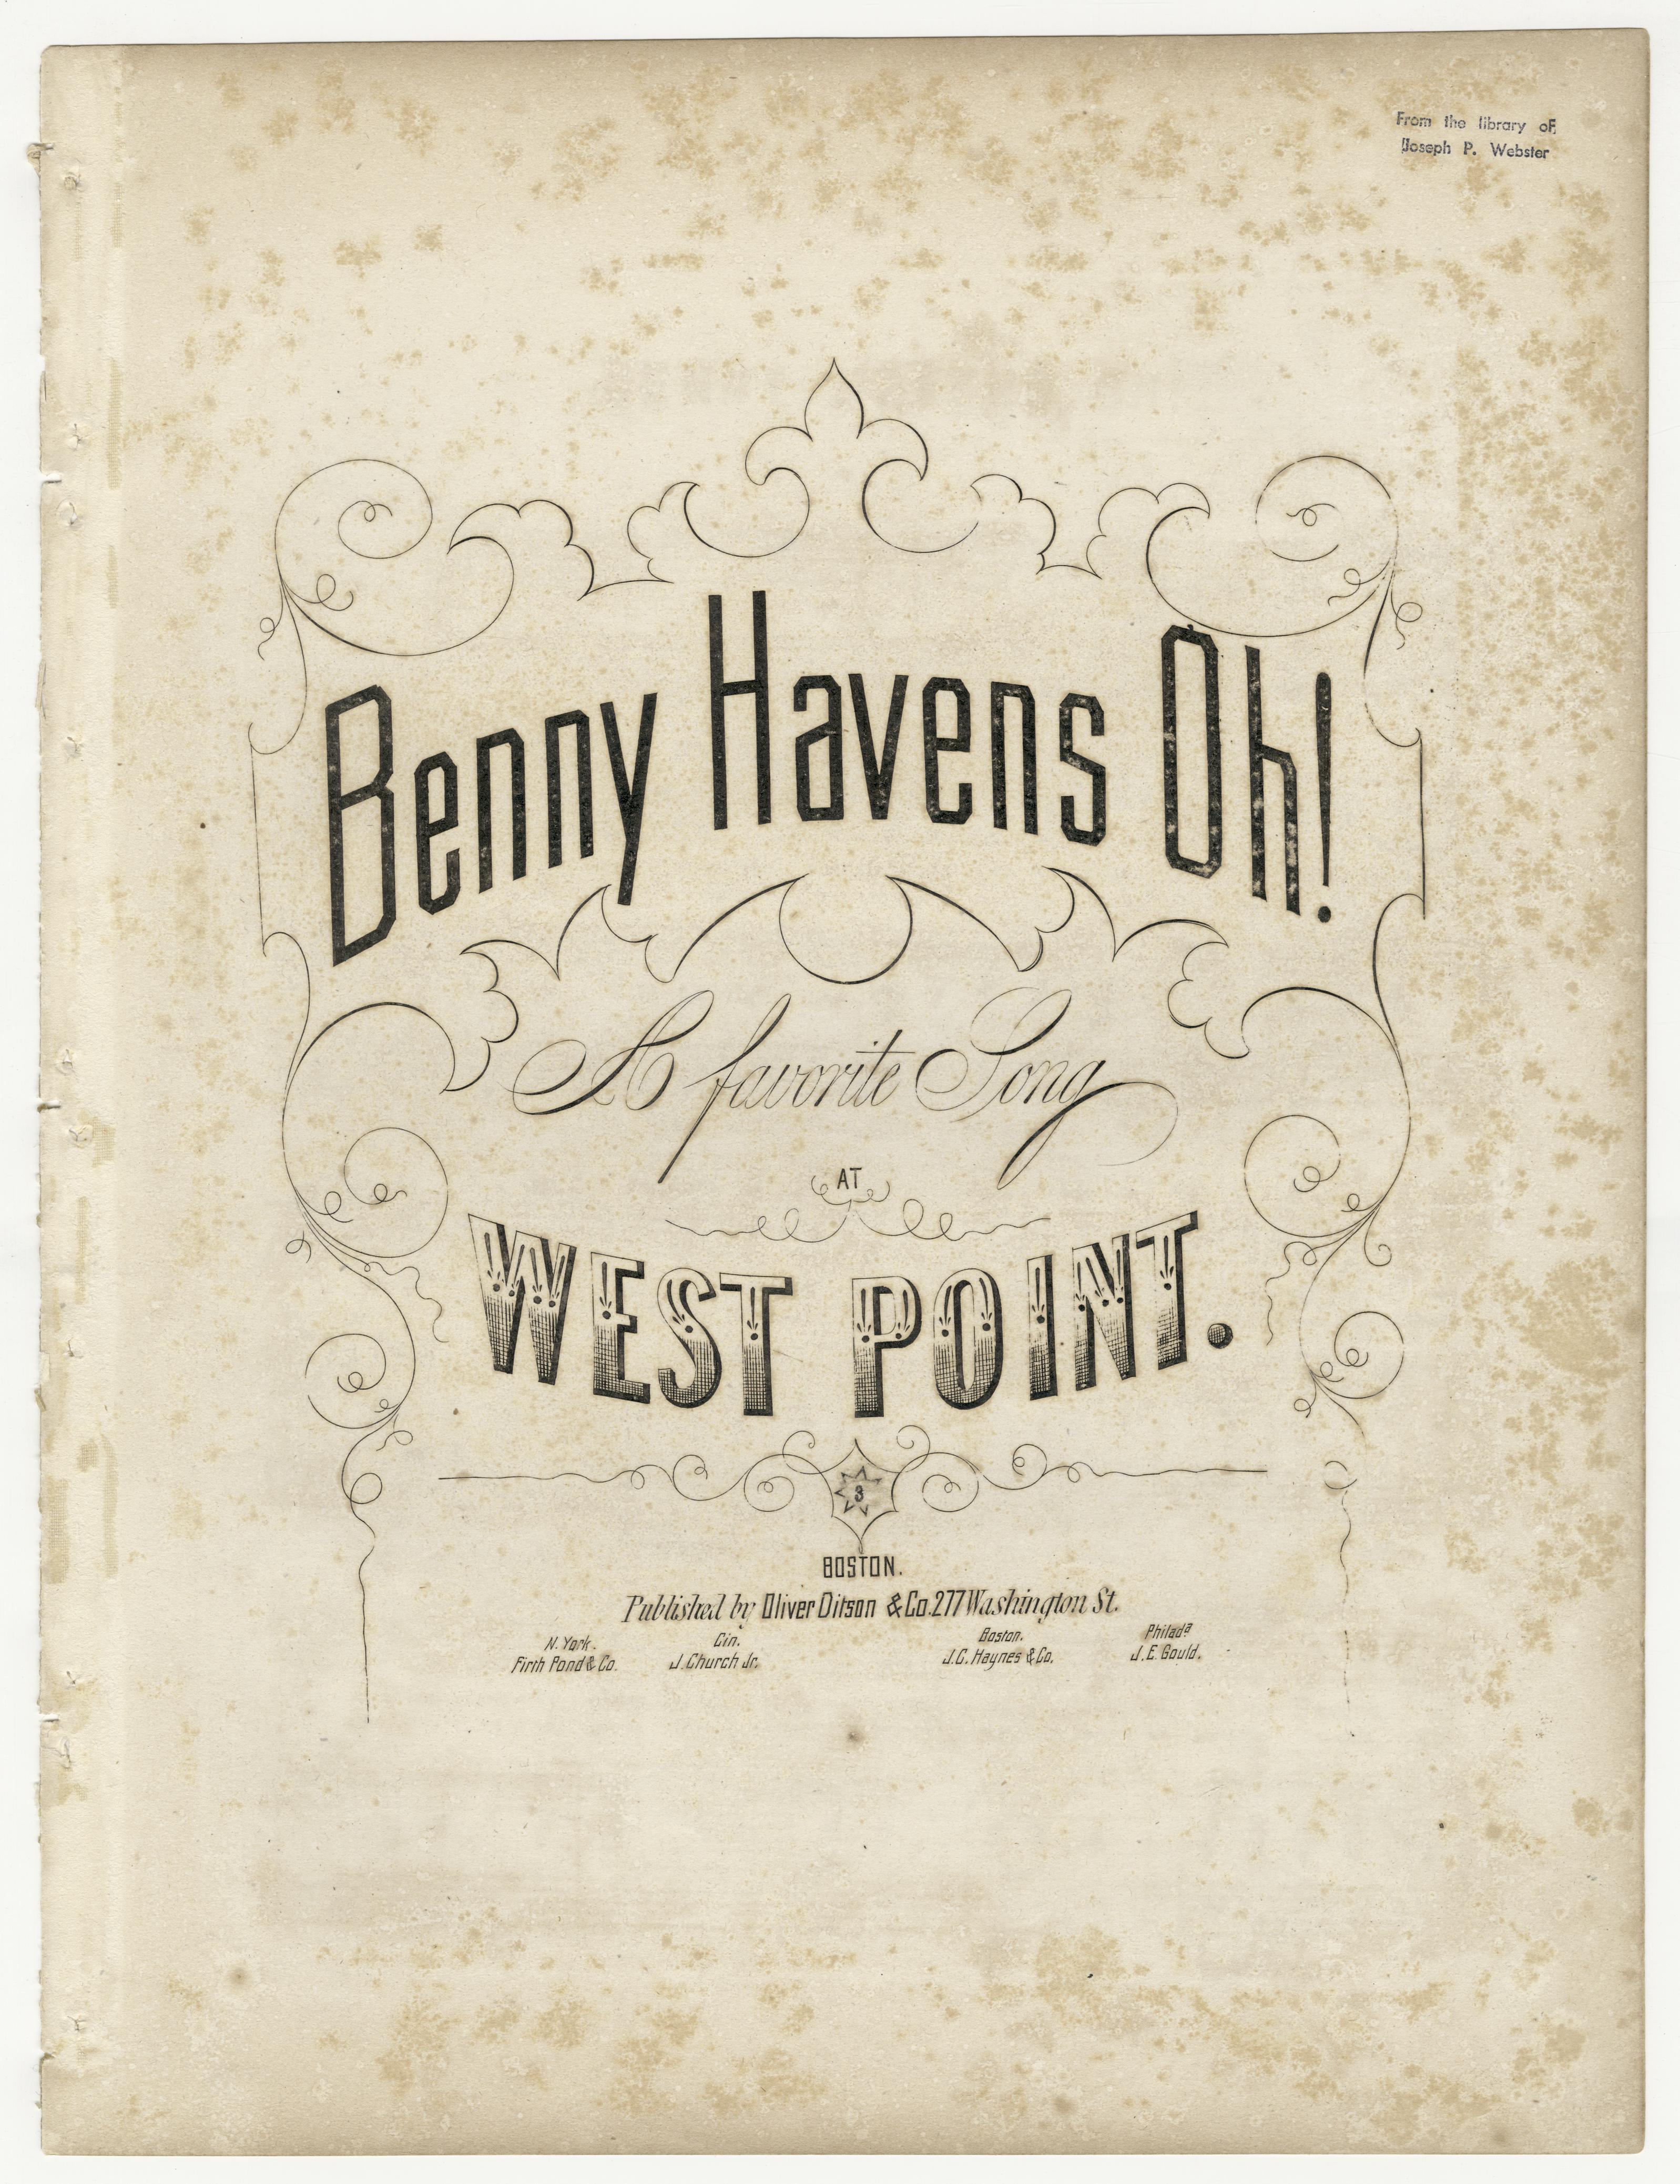 From the library of
Joseph P. Webster
Benny Havens Oh!
A favorite Song
AT
WEST POINT.
3
BOSTON.
Published by Oliver Ditson & Co. 277 Washington St.
N. York. Cin. Boston. Philadª
Firth Pond & Co. J. Church Jr. J. C. Haynes & Co. J. E. Gould.